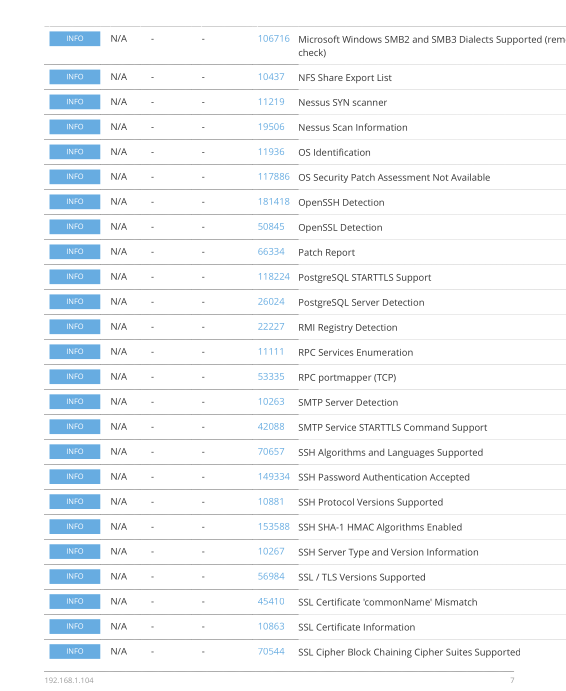 INFO N/A - - 106716 Microsoft Windows SMB2 and SMB3 Dialects Supported (rem
check)
INFO N/A - - 10437 NFS Share Export List
INFO N/A - - 11219 Nessus SYN scanner
INFO N/A - - 19506 Nessus Scan Information
INFO N/A - - 11936 OS Identification
INFO N/A - - 117886 OS Security Patch Assessment Not Available
INFO N/A - - 181418 OpenSSH Detection
INFO N/A - - 50845 OpenSSL Detection
INFO N/A - - 66334 Patch Report
INFO N/A - - 118224 PostgreSQL STARTTLS Support
INFO N/A - - 26024 PostgreSQL Server Detection
INFO N/A - - 22227 RMI Registry Detection
INFO N/A - - 11111 RPC Services Enumeration
INFO N/A - - 53335 RPC portmapper (TCP)
INFO N/A - - 10263 SMTP Server Detection
INFO N/A - - 42088 SMTP Service STARTTLS Command Support
INFO N/A - - 70657 SSH Algorithms and Languages Supported
INFO N/A - - 149334 SSH Password Authentication Accepted
INFO N/A - - 10881 SSH Protocol Versions Supported
INFO N/A - - 153588 SSH SHA-1 HMAC Algorithms Enabled
INFO N/A - - 10267 SSH Server Type and Version Information
INFO N/A - - 56984 SSL / TLS Versions Supported
INFO N/A - - 45410 SSL Certificate 'commonName' Mismatch
INFO N/A - - 10863 SSL Certificate Information
INFO N/A - - 70544 SSL Cipher Block Chaining Cipher Suites Supported
192.168.1.104 7